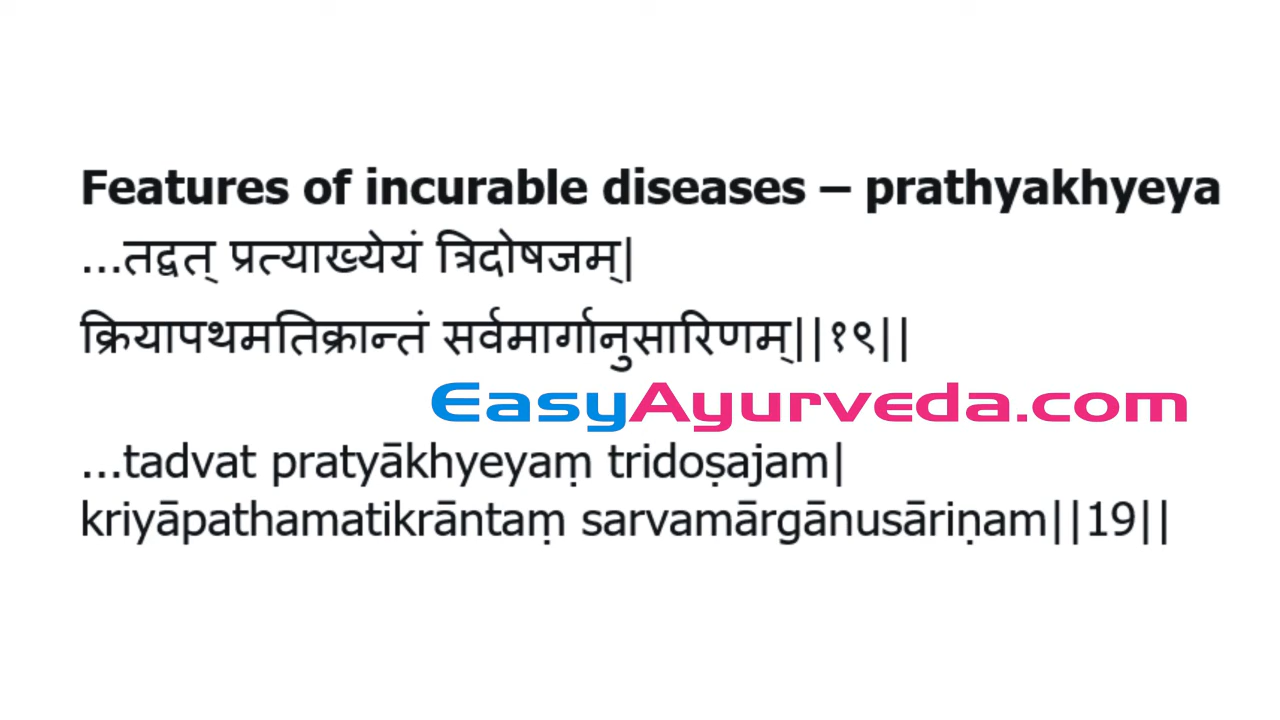 Features of incurable diseases – prathyakhyeya
...तद्वत् प्रत्याख्येयं त्रिदोषजम्|
क्रियापथमतिक्रान्तं सर्वमार्गानुसारिणम्||१९||
EasyAyurveda.com
...tadvat pratyākhyeyaṃ tridoṣajam|
kriyāpathamatikrāntaṃ sarvamārgānusāriṇam||19||